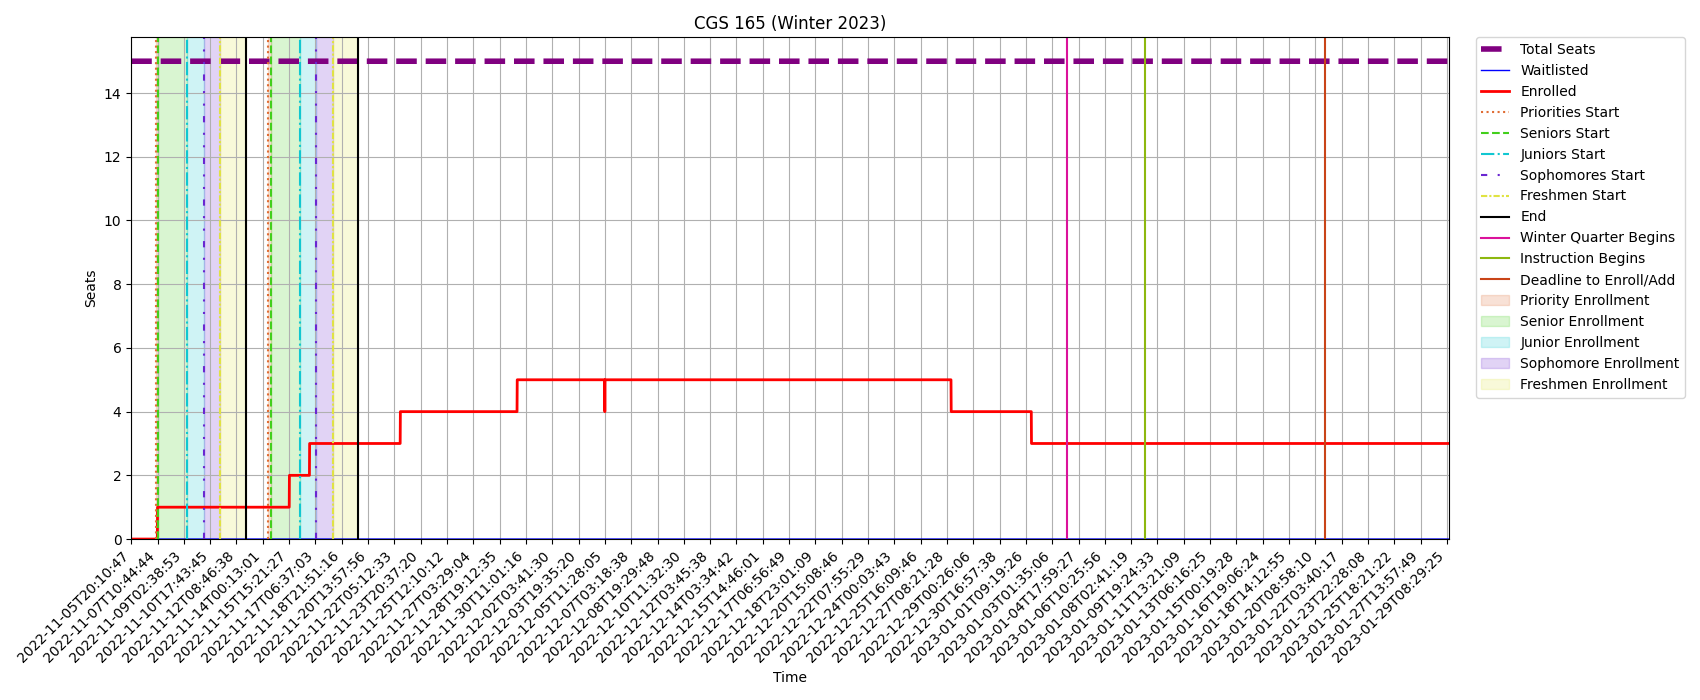 CGS 165 (Winter 2023)
Seats
14
12
10
8
6
4
2
0
2022-11-05T20:10:47
2022-11-07T10:44:44
2022-11-09T02:38:53
2022-11-10T17:43:45
2022-11-12T08:46:38
2022-11-14T00:13:01
2022-11-15T15:21:27
2022-11-17T06:37:03
2022-11-18T21:51:16
2022-11-20T13:57:56
2022-11-22T05:12:33
2022-11-23T20:37:20
2022-11-25T12:10:12
2022-11-27T03:29:04
2022-11-28T19:12:35
2022-11-30T11:01:16
2022-12-02T03:41:30
2022-12-03T19:35:20
2022-12-05T11:28:05
2022-12-07T03:18:38
2022-12-08T19:29:48
2022-12-10T11:32:30
2022-12-12T03:45:38
2022-12-14T03:34:42
2022-12-15T14:46:01
2022-12-17T06:56:49
2022-12-18T23:01:09
2022-12-20T15:08:46
2022-12-22T07:55:29
2022-12-24T00:03:43
2022-12-25T16:09:46
2022-12-27T08:21:28
2022-12-29T00:26:06
2022-12-30T16:57:38
2023-01-01T09:19:26
2023-01-03T01:35:06
2023-01-04T17:59:27
2023-01-06T10:25:56
2023-01-08T02:41:19
2023-01-09T19:24:33
2023-01-11T13:21:09
2023-01-13T06:16:25
2023-01-15T00:19:28
2023-01-16T19:06:24
2023-01-18T14:12:55
2023-01-20T08:58:10
2023-01-22T03:40:17
2023-01-23T22:28:08
2023-01-25T18:21:22
2023-01-27T13:57:49
2023-01-29T08:29:25
Time
Total Seats
Waitlisted
Enrolled
Priorities Start
Seniors Start
Juniors Start
Sophomores Start
Freshmen Start
End
Winter Quarter Begins
Instruction Begins
Deadline to Enroll/Add
Priority Enrollment
Senior Enrollment
Junior Enrollment
Sophomore Enrollment
Freshmen Enrollment